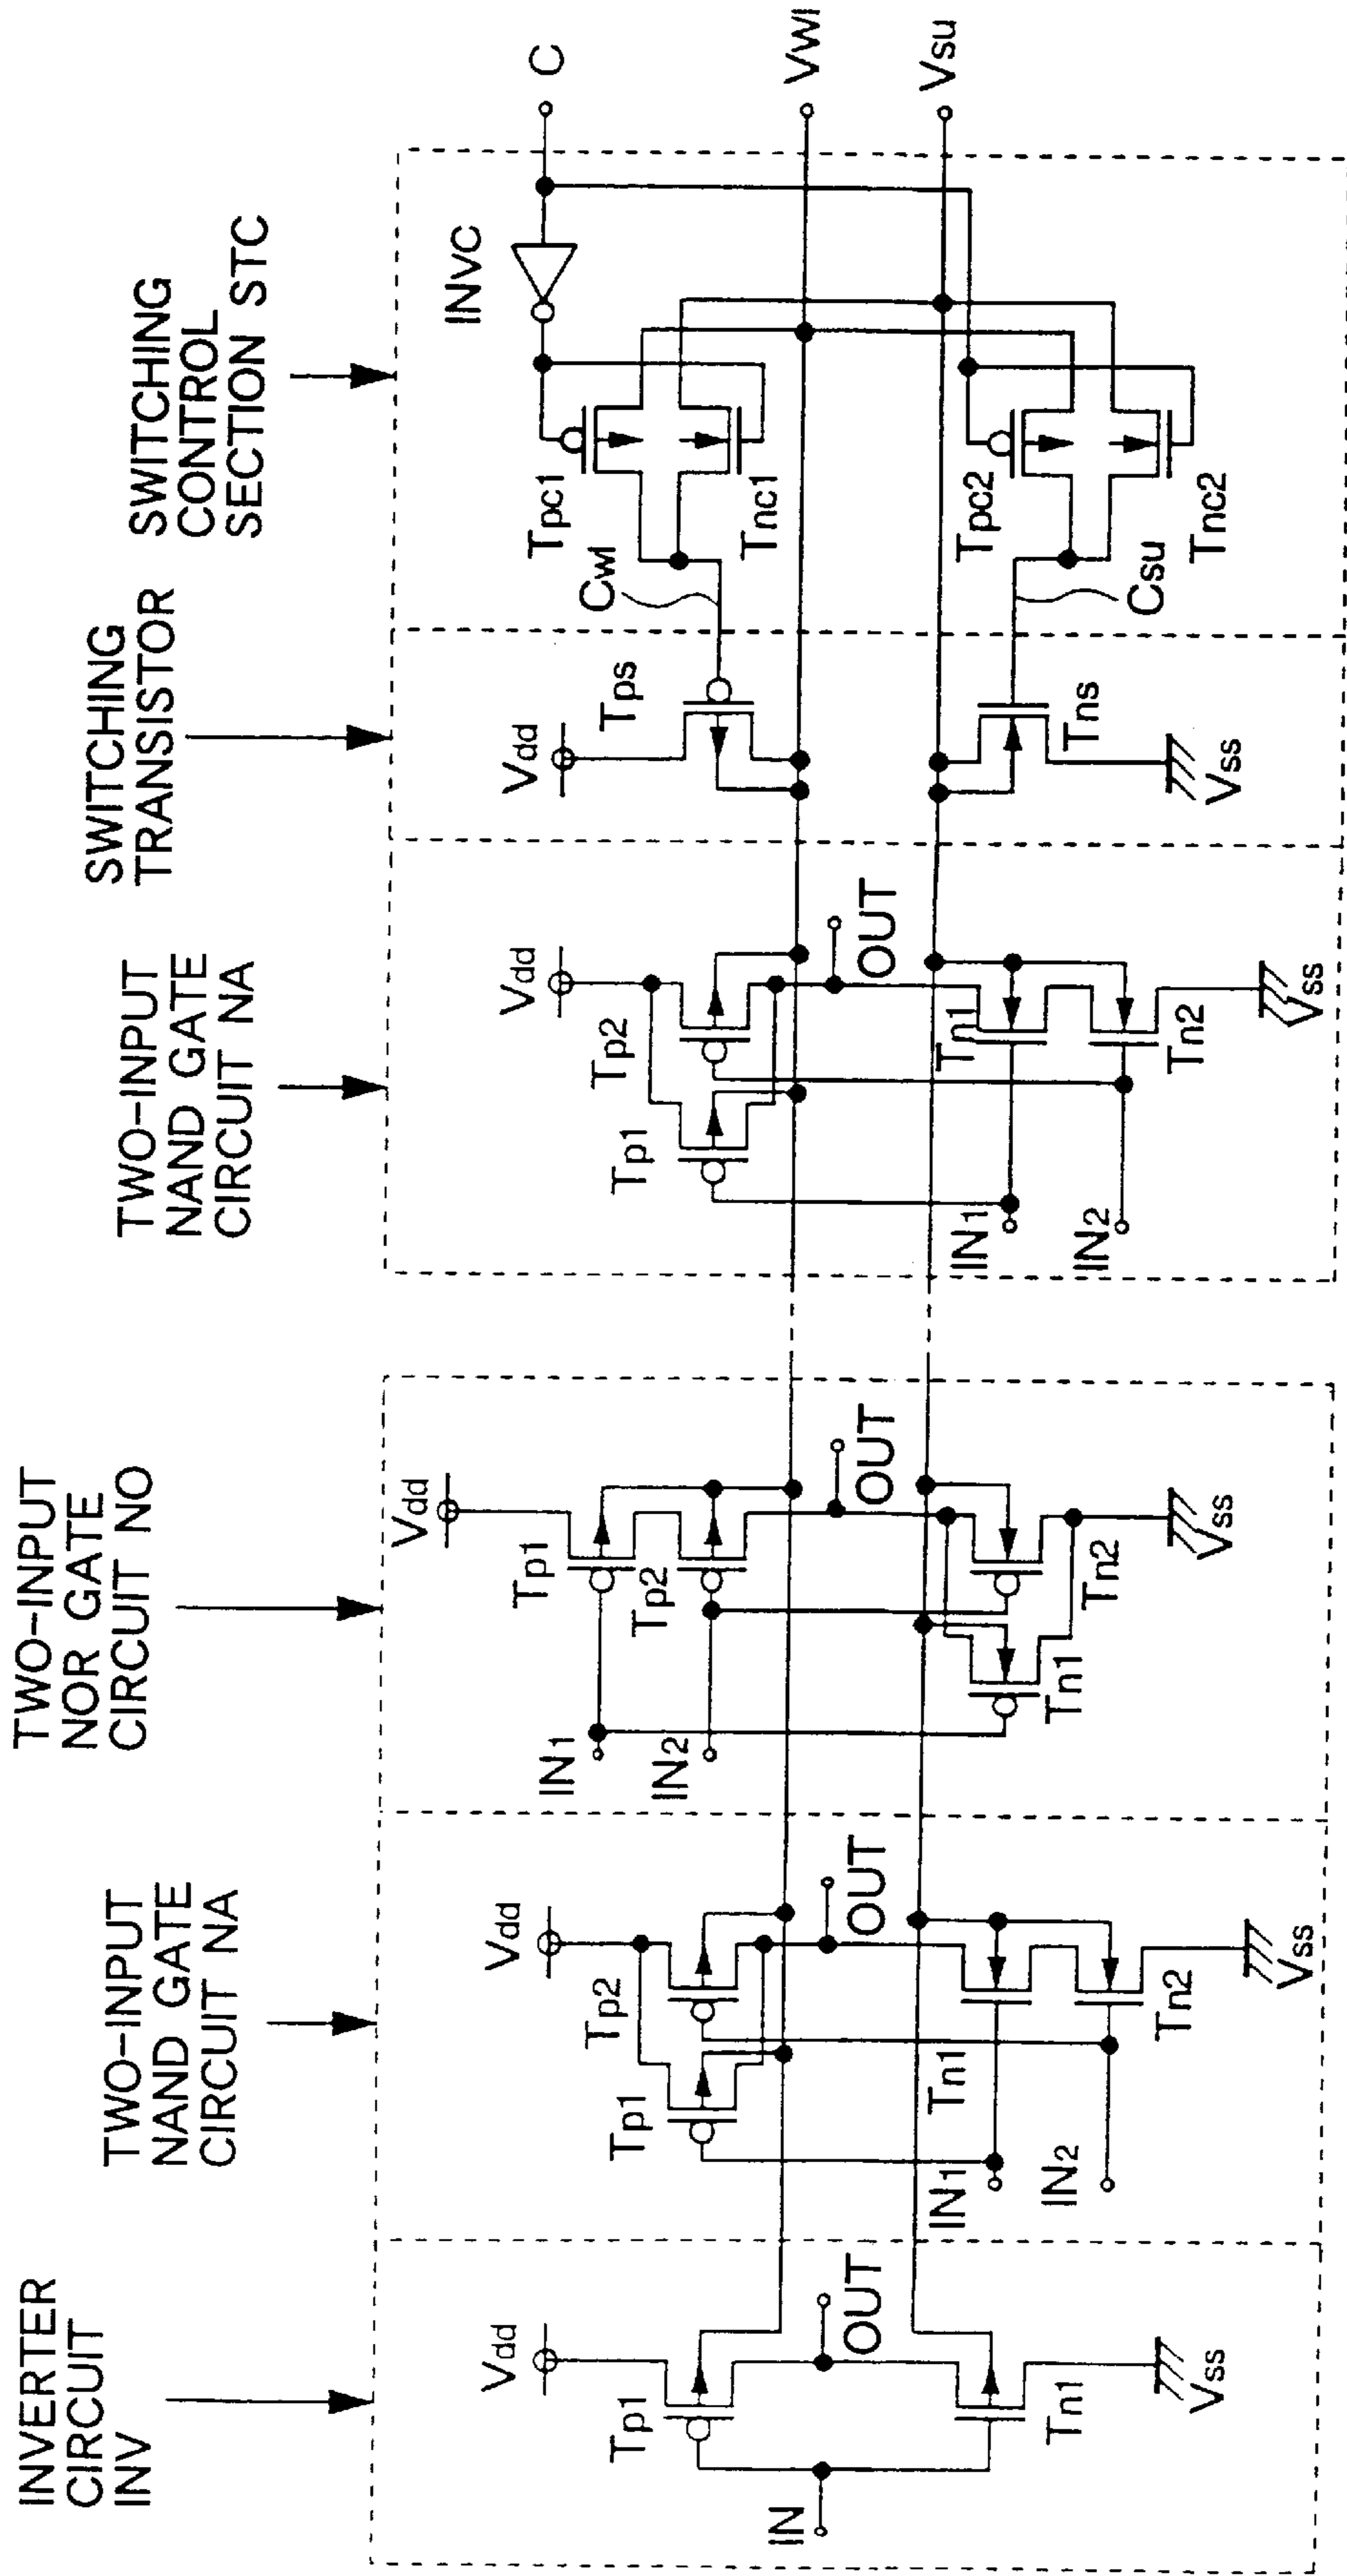 INVERTER
CIRCUIT
INV
TWO-INPUT
NAND GATE
CIRCUIT NA
TWO-INPUT
NOR GATE
CIRCUIT NO
TWO-INPUT
NAND GATE
CIRCUIT NA
SWITCHING
TRANSISTOR
SWITCHING
CONTROL
SECTION STC
Vdd
Tp1
IN
OUT
Tn1
Vss
Vdd
Tp2
Tp1
OUT
Tn1
IN1
IN2
Tn2
Vss
Vdd
Tp1
Tp2
IN1
IN2
OUT
Tn1
Tn2
Vss
Vdd
Tp2
Tp1
OUT
Tn1
IN1
IN2
Tn2
Vss
Vdd
Tps
Tns
Vss
INVC
Tpc1
Tnc1
Cwl
Tpc2
Tnc2
Csu
C
Vwl
Vsu